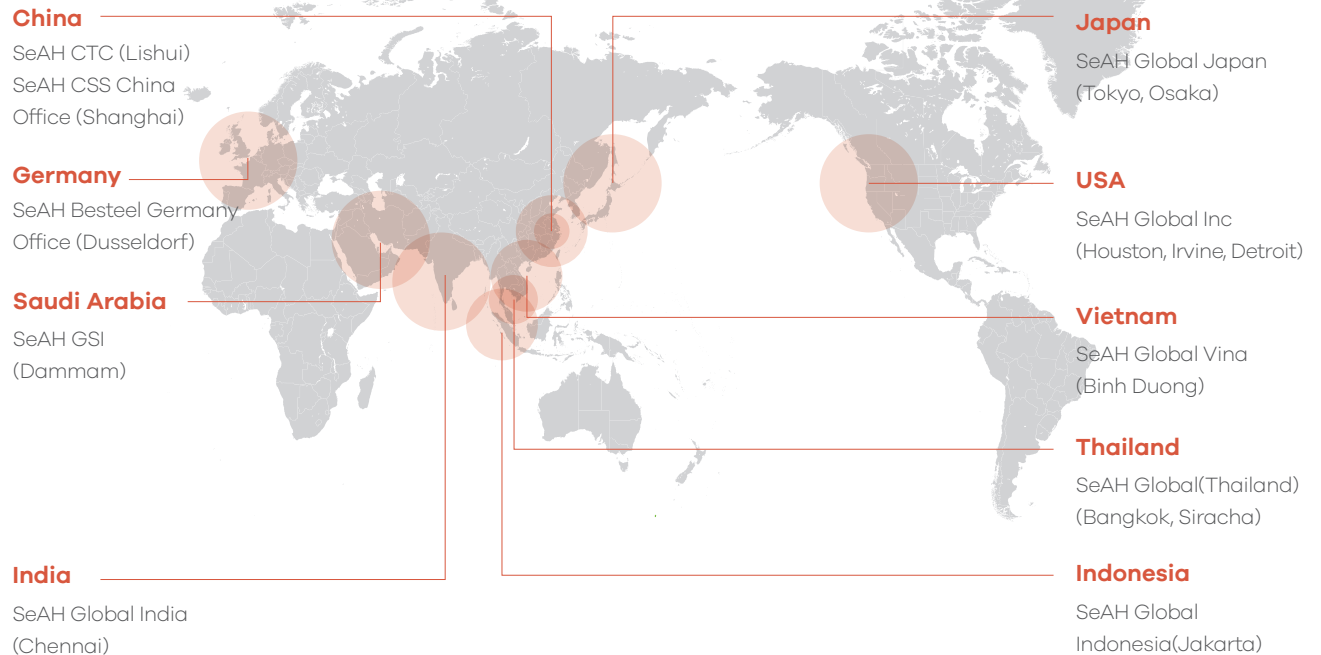 China
SeAH CTC (Lishui)
SeAH CSS China
Office (Shanghai)
Germany
SeAH Besteel Germany
Office (Dusseldorf)
Saudi Arabia
SeAH GSI
(Dammam)
India
SeAH Global India
(Chennai)
Japan
SeAH Global Japan
(Tokyo, Osaka)
USA
SeAH Global Inc
(Houston, Irvine, Detroit)
Vietnam
SeAH Global Vina
(Binh Duong)
Thailand
SeAH Global(Thailand)
(Bangkok, Siracha)
Indonesia
SeAH Global
Indonesia(Jakarta)